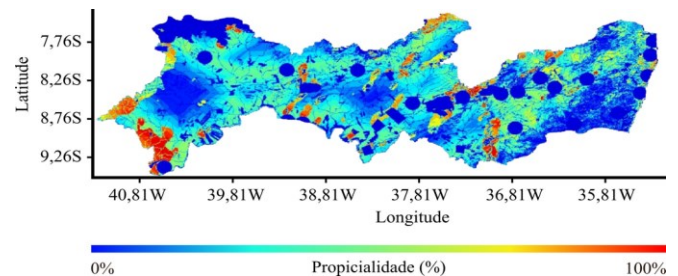 Latitude
7,76S
8,26S
8,76S
9,26S
40,81W 39,81W 38,81W 37,81W 36,81W 35,81W
Longitude
0% Propicialidade (%) 100%